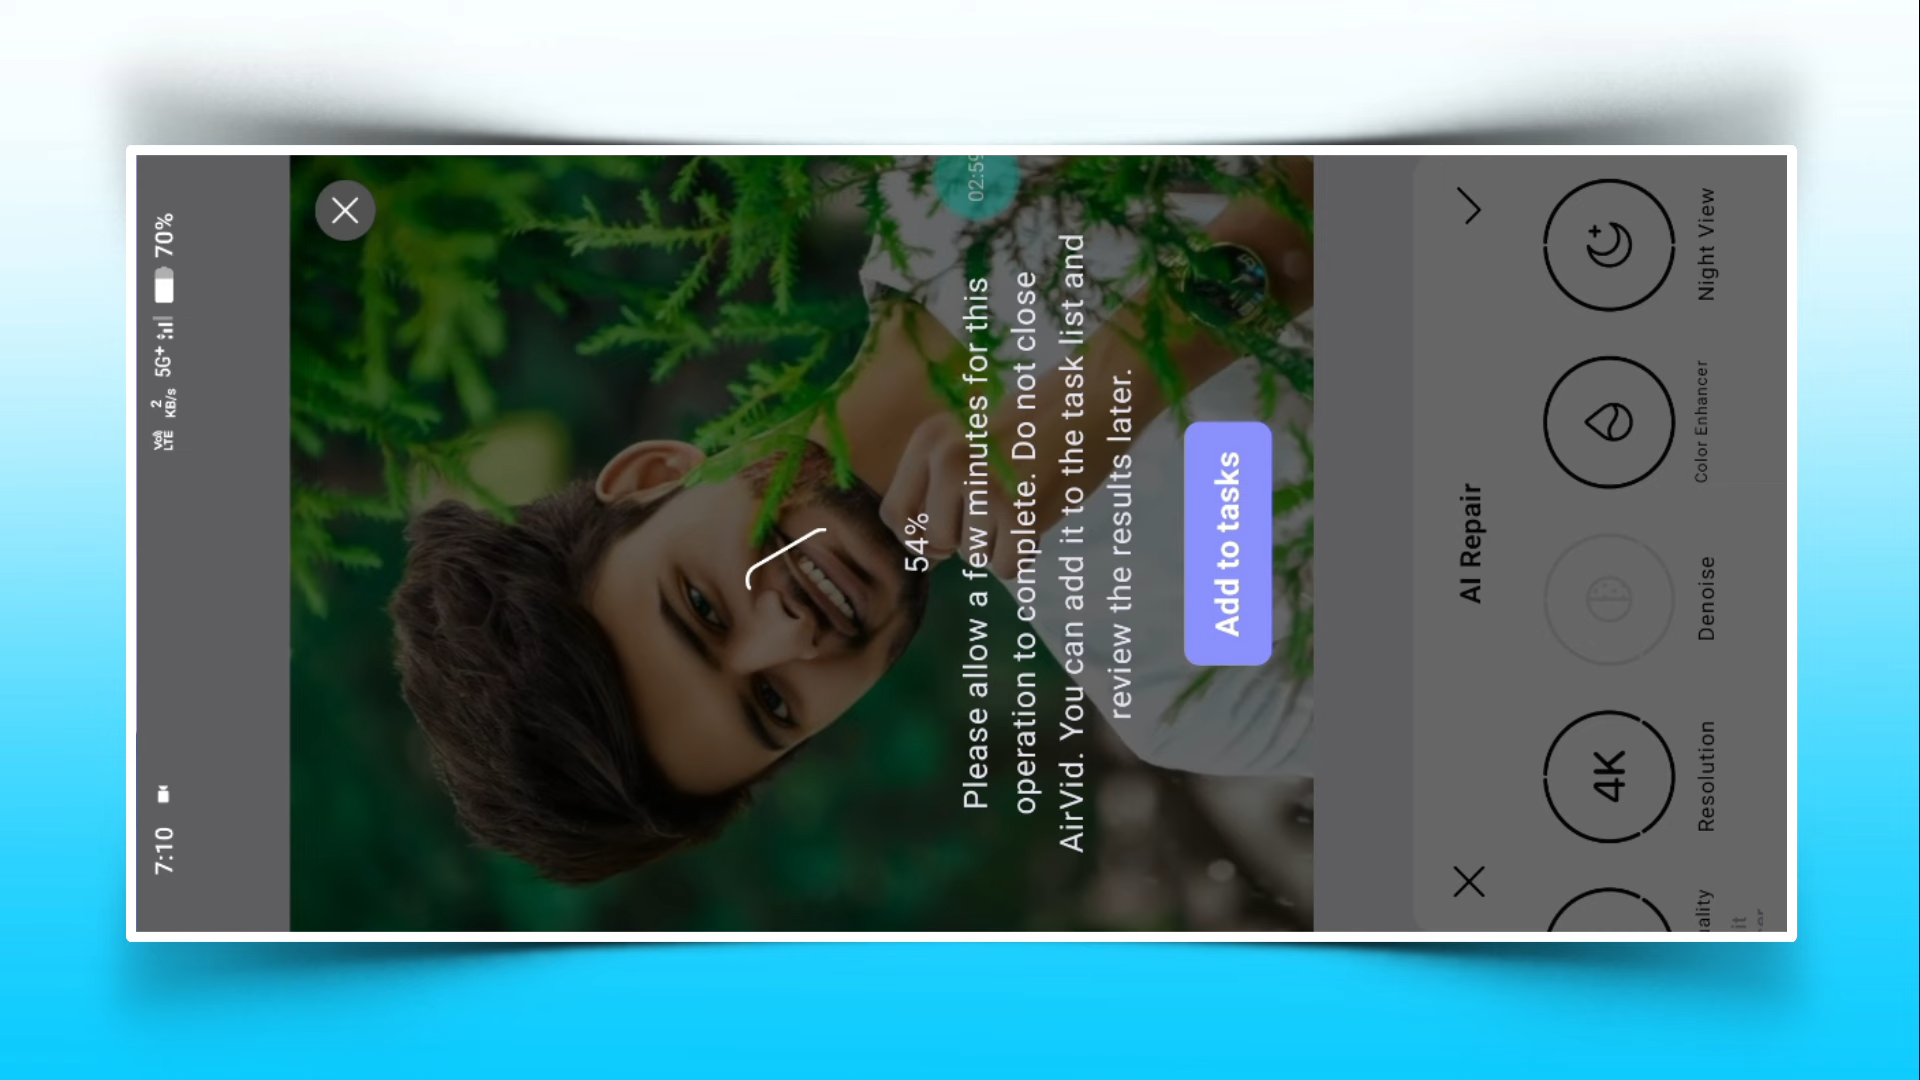 7:10
VoI) LTE 2 KB/s 5G+ 70%
02:59
54%
Please allow a few minutes for this
operation to complete. Do not close
AirVid. You can add it to the task list and
review the results later.
Add to tasks
AI Repair
4K
Resolution
Denoise
Color Enhancer
Night View